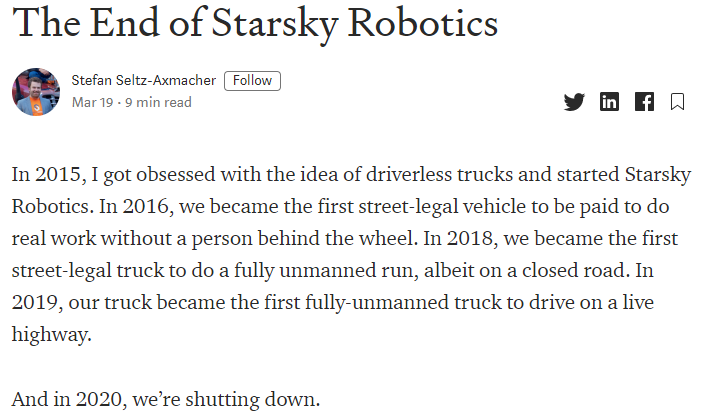 The End of Starsky Robotics
Stefan Seltz-Axmacher Follow
Mar 19 · 9 min read
In 2015, I got obsessed with the idea of driverless trucks and started Starsky
Robotics. In 2016, we became the first street-legal vehicle to be paid to do
real work without a person behind the wheel. In 2018, we became the first
street-legal truck to do a fully unmanned run, albeit on a closed road. In
2019, our truck became the first fully-unmanned truck to drive on a live
highway.
And in 2020, we’re shutting down.